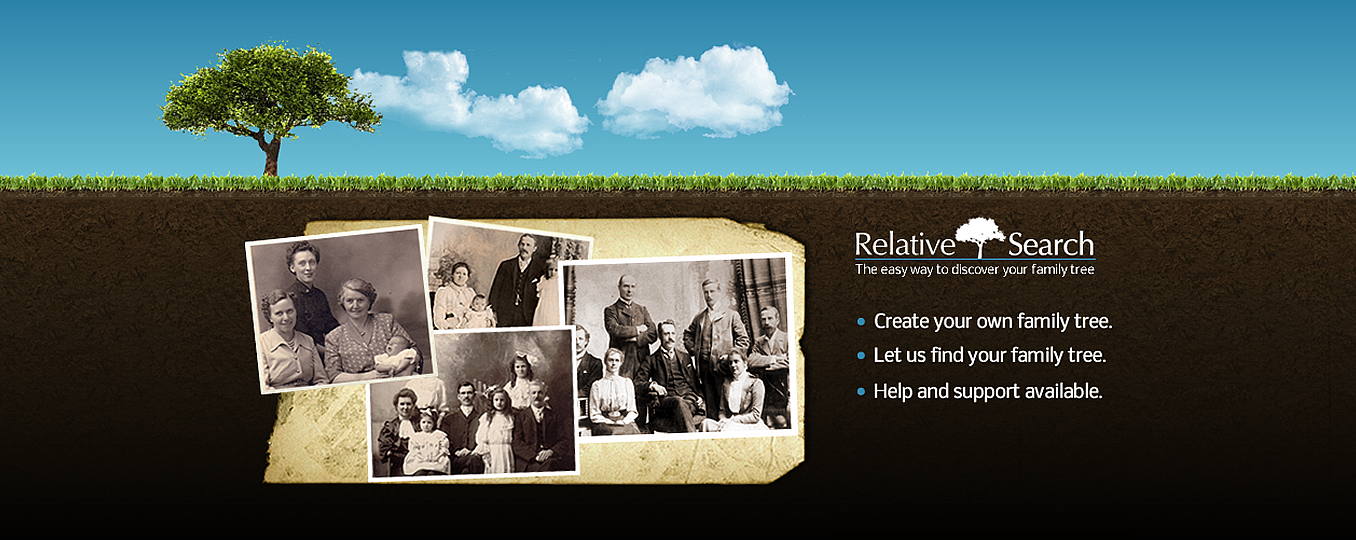 Relative Search
The easy way to discover your family tree
Create your own family tree.
Let us find your family tree.
Help and support available.